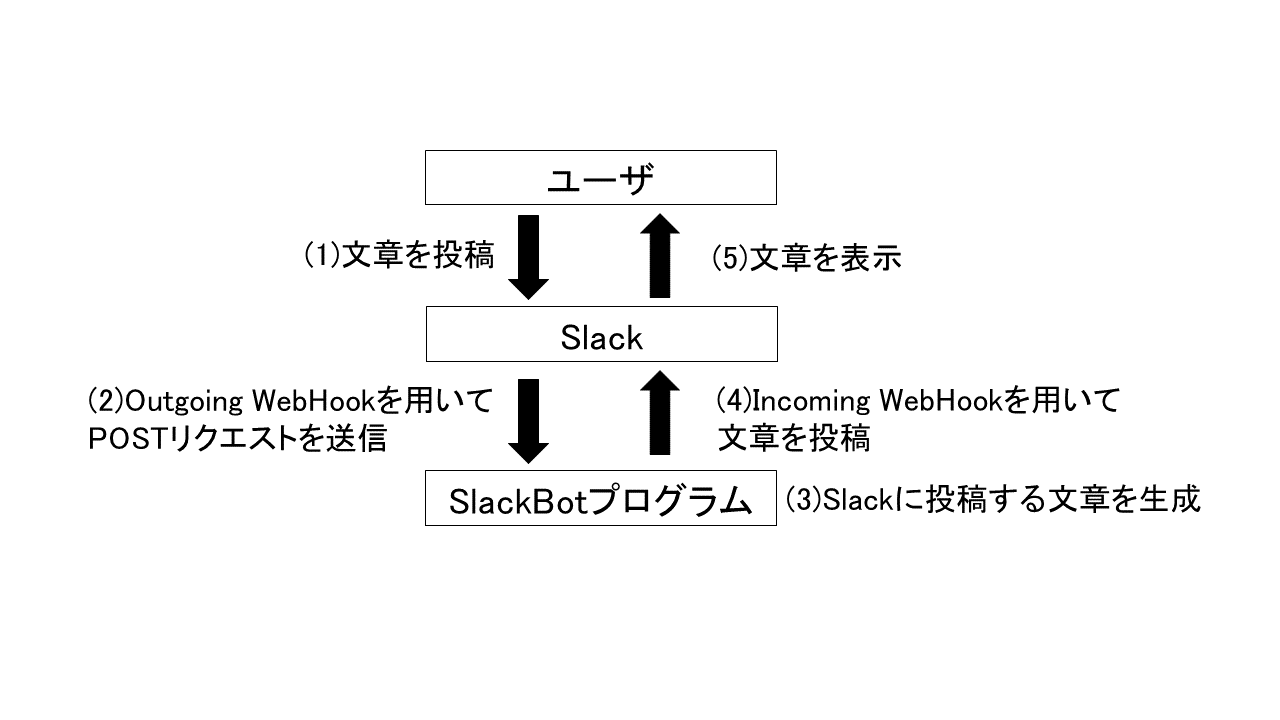 ユーザ
(1)文章を投稿
(5)文章を表示
Slack
(2)Outgoing WebHookを用いて
POSTリクエストを送信
(4)Incoming WebHookを用いて
文章を投稿
SlackBotプログラム
(3)Slackに投稿する文章を生成